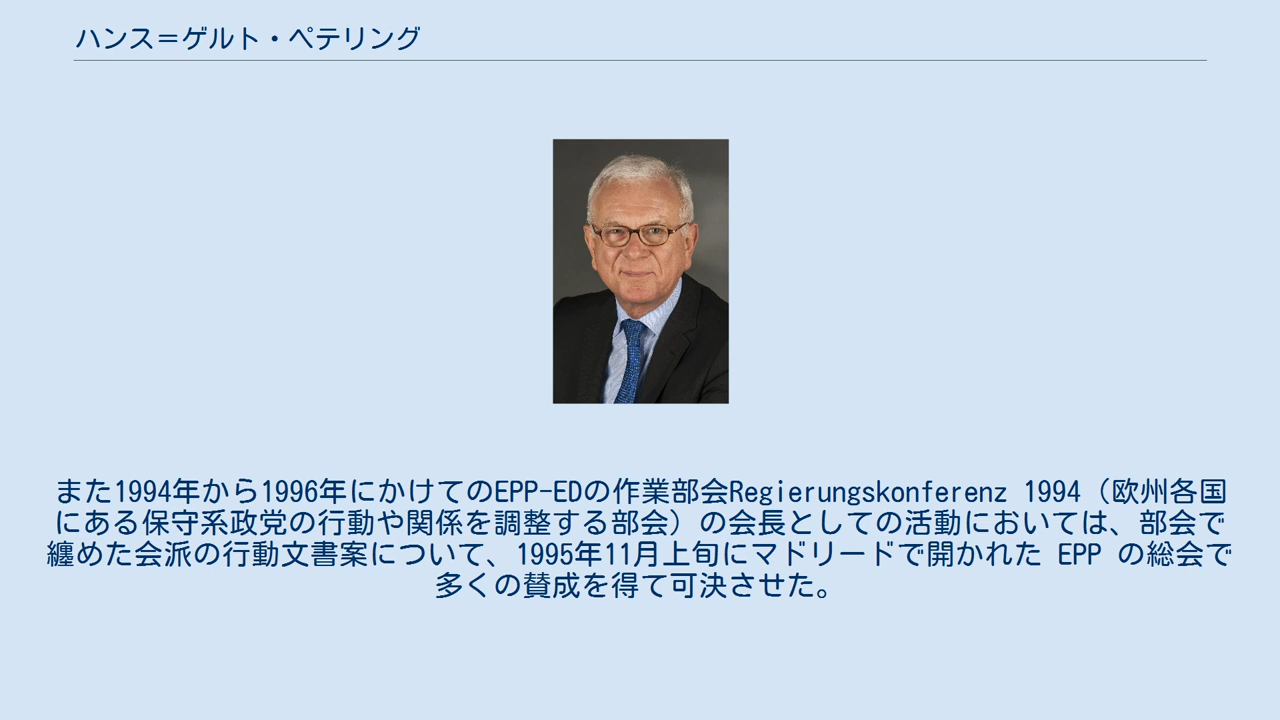 ハンス＝ゲルト・ペテリング
また1994年から1996年にかけてのEPP-EDの作業部会Regierungskonferenz 1994（欧州各国
にある保守系政党の行動や関係を調整する部会）の会長としての活動においては、部会で
纏めた会派の行動文書案について、1995年11月上旬にマドリードで開かれた EPP の総会で
多くの賛成を得て可決させた。